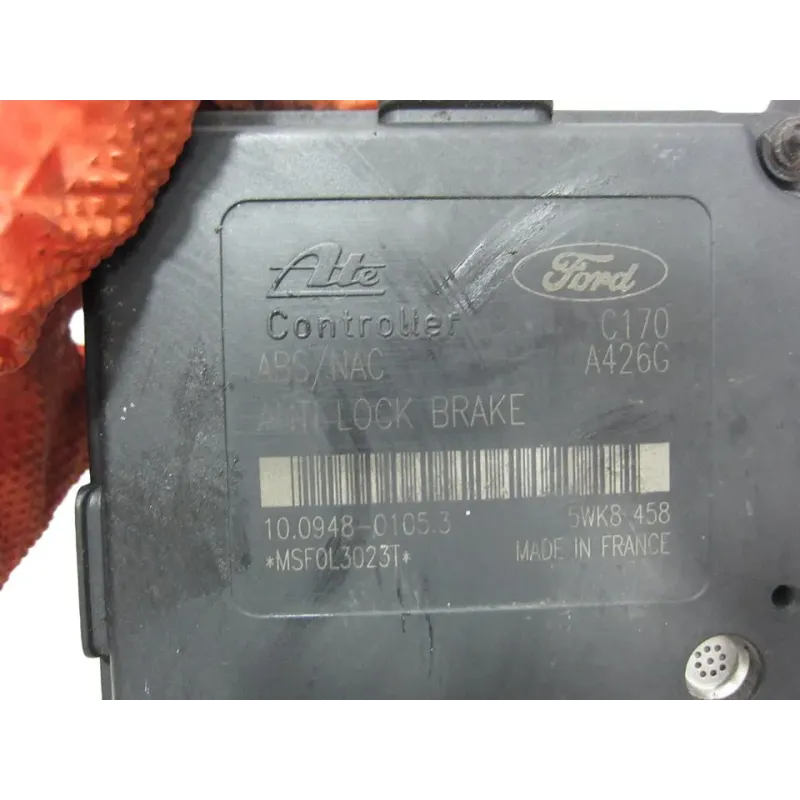 Ate Ford
Controller C170
ABS/NAC A426G
ANTI-LOCK BRAKE
10.0948-0105.3 5WK8 458
*MSF0L3023T* MADE IN FRANCE